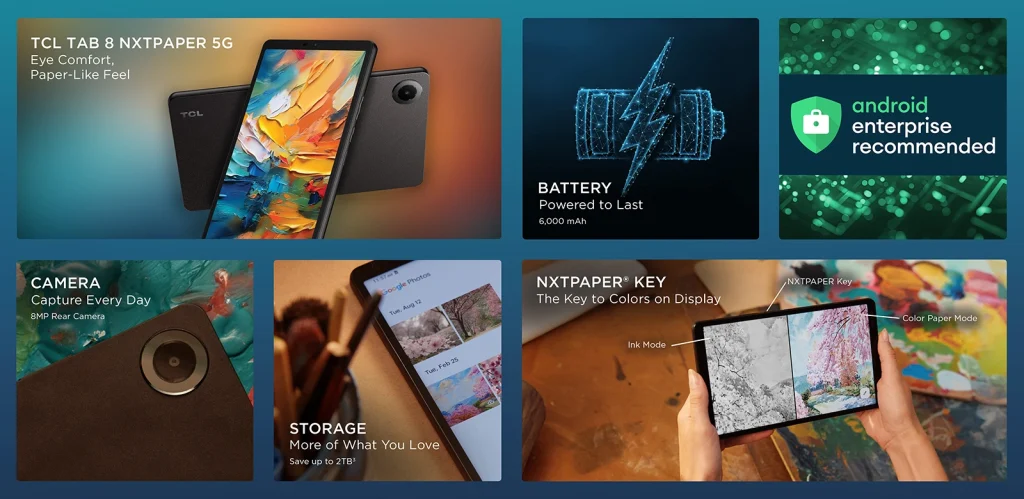 TCL TAB 8 NXTPAPER 5G
Eye Comfort,
Paper-Like Feel
TCL
BATTERY
Powered to Last
6,000 mAh
android
enterprise
recommended
CAMERA
Capture Every Day
8MP Rear Camera
Google Photos
Tue, Aug 12
Tue, Feb 25
STORAGE
More of What You Love
Save up to 2TB¹
NXTPAPER® KEY
The Key to Colors on Display
NXTPAPER Key
Color Paper Mode
Ink Mode